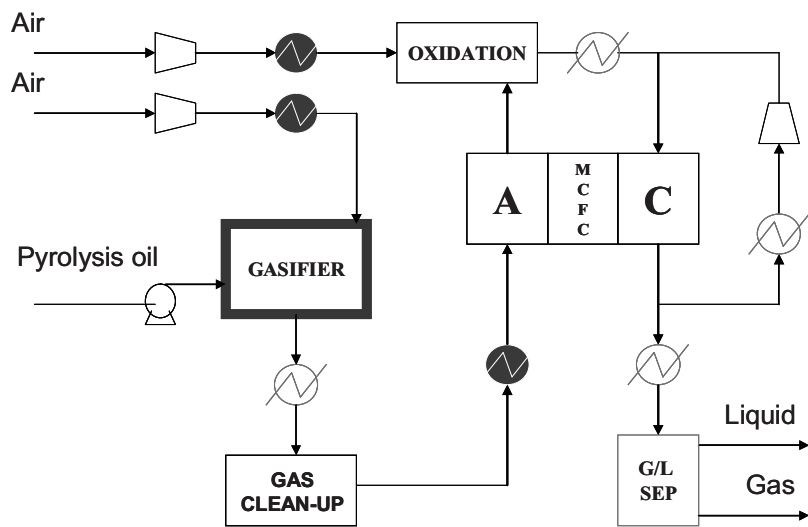 Air
OXIDATION
Air
A
M
C
F
C
C
Pyrolysis oil
GASIFIER
Liquid
GAS
CLEAN-UP
G/L
SEP
Gas